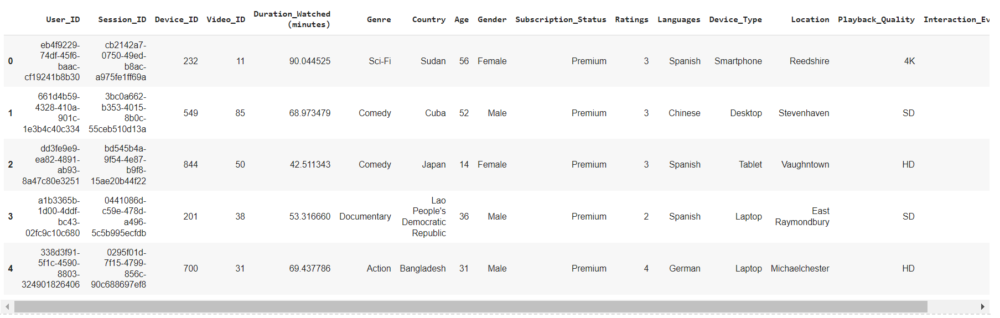 User_ID Session_ID Device_ID Video_ID Duration_Watched (minutes) Genre Country Age Gender Subscription_Status Ratings Languages Device_Type Location Playback_Quality Interaction_Ev
0 eb4f9229-74df-45f6-baac-cf19241b8b30 cb2142a7-0750-49ed-b8ac-a975fe1ff69a 232 11 90.044525 Sci-Fi Sudan 56 Female Premium 3 Spanish Smartphone Reedshire 4K
1 661d4b59-4328-410a-901c-1e3b4c40c334 3bc0a662-b353-4015-8b0c-55ceb510d13a 549 85 68.973479 Comedy Cuba 52 Male Premium 3 Chinese Desktop Stevenhaven SD
2 dd3fe9e9-ea82-4891-ab93-8a47c80e3251 bd545b4a-9f54-4e87-b9f8-15ae20b44f22 844 50 42.511343 Comedy Japan 14 Female Premium 3 Spanish Tablet Vaughntown HD
3 a1b3365b-1d00-4ddf-bc43-02fc9c10c680 0441086d-c59e-478d-a496-5c5b995ecfdb 201 38 53.316660 Documentary Lao People's Democratic Republic 36 Male Premium 2 Spanish Laptop East Raymondbury SD
4 338d3f91-5f1c-4590-8803-324901826406 0295f01d-7f15-4799-856c-90c688697ef8 700 31 69.437786 Action Bangladesh 31 Male Premium 4 German Laptop Michaelchester HD